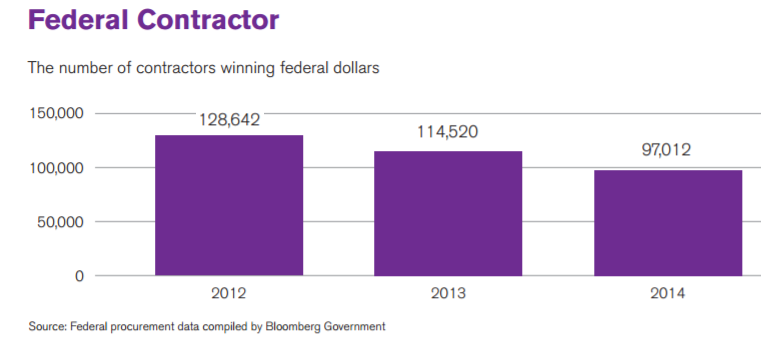 Federal Contractor
The number of contractors winning federal dollars
150,000
128,642
114,520
97,012
100,000
50,000
0
2012 2013 2014
Source: Federal procurement data compiled by Bloomberg Government